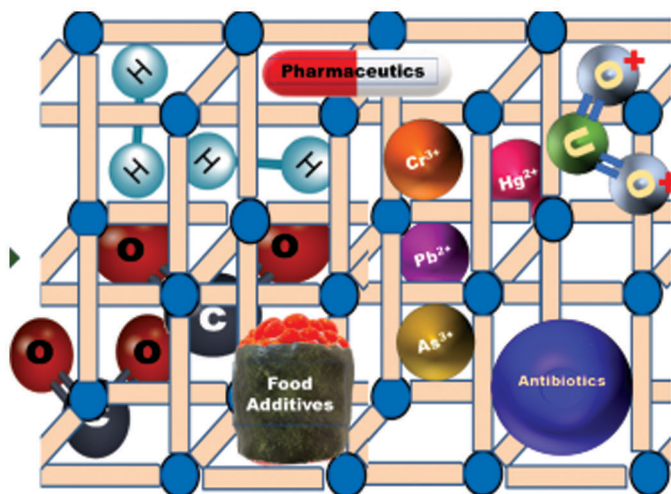 H
Pharmaceutics
O
+
H
H
H
Cr³⁺
Hg²⁺
U
O
+
O
O
Pb²⁺
C
O
O
As³⁺
Food
Additives
Antibiotics
C